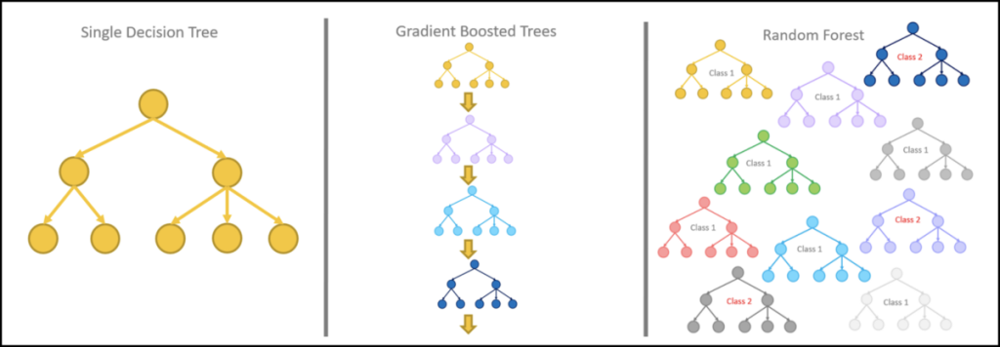 Single Decision Tree
Gradient Boosted Trees
Random Forest
Class 1
Class 2
Class 1
Class 1
Class 1
Class 1
Class 2
Class 1
Class 2
Class 1